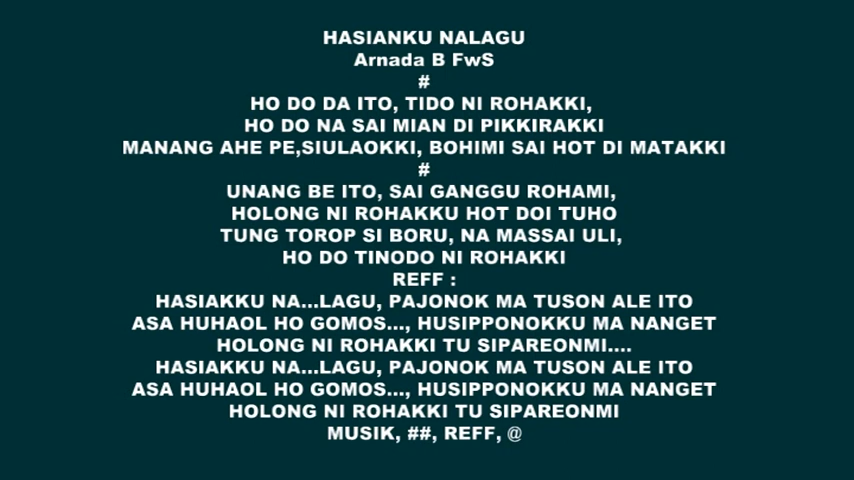 HASIANKU NALAGU
Arnada B FwS
#
HO DO DA ITO, TIDO NI ROHAKKI,
HO DO NA SAI MIAN DI PIKKIRAKKI
MANANG AHE PE,SIULAOKKI, BOHIMI SAI HOT DI MATAKKI
#
UNANG BE ITO, SAI GANGGU ROHAMI,
HOLONG NI ROHAKKU HOT DOI TUHO
TUNG TOROP SI BORU, NA MASSAI ULI,
HO DO TINODO NI ROHAKKI
REFF :
HASIAKKU NA...LAGU, PAJONOK MA TUSON ALE ITO
ASA HUHAOL HO GOMOS..., HUSIPPONOKKU MA NANGET
HOLONG NI ROHAKKI TU SIPAREONMI....
HASIAKKU NA...LAGU, PAJONOK MA TUSON ALE ITO
ASA HUHAOL HO GOMOS..., HUSIPPONOKKU MA NANGET
HOLONG NI ROHAKKI TU SIPAREONMI
MUSIK, ##, REFF, @